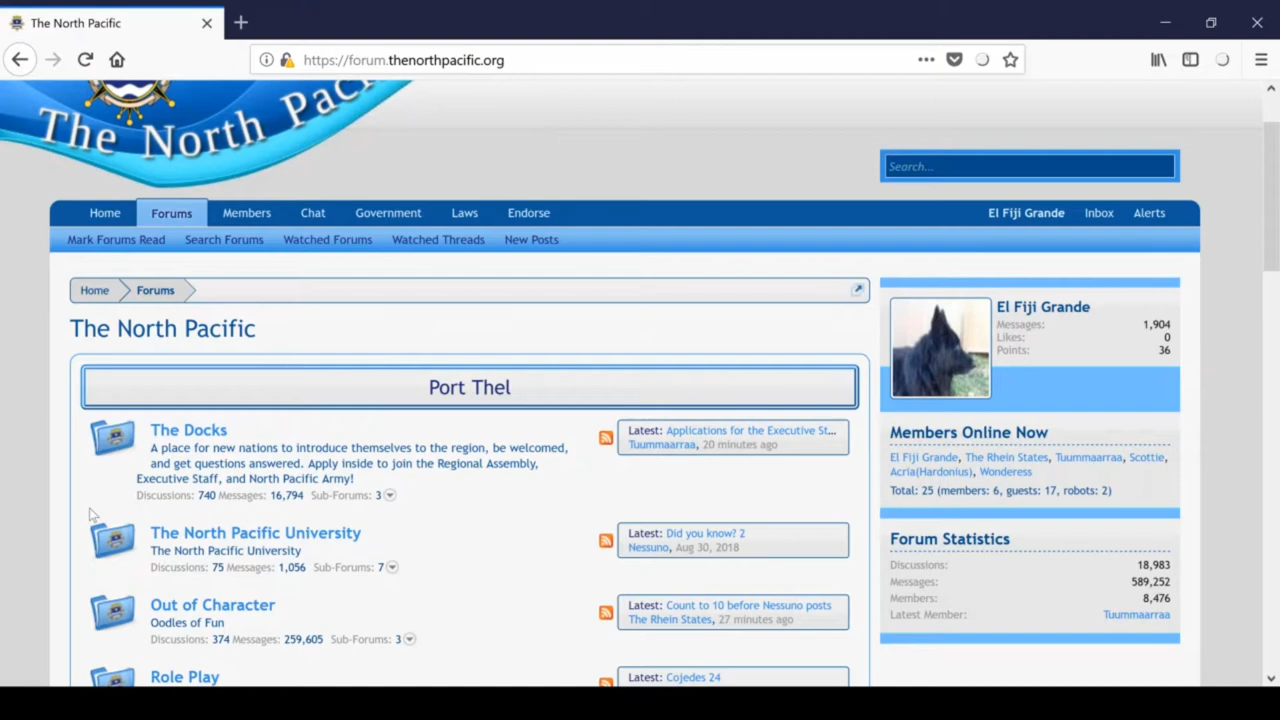 The North Pacific
https://forum.thenorthpacific.org
The North Pacific
Search...
Home Forums Members Chat Government Laws Endorse
El Fiji Grande Inbox Alerts
Mark Forums Read Search Forums Watched Forums Watched Threads New Posts
Home Forums
The North Pacific
Port Thel
The Docks
A place for new nations to introduce themselves to the region, be welcomed,
and get questions answered. Apply inside to join the Regional Assembly,
Executive Staff, and North Pacific Army!
Discussions: 740 Messages: 16,794 Sub-Forums: 3
Latest: Applications for the Executive St...
Tuummaarraa, 20 minutes ago
The North Pacific University
The North Pacific University
Discussions: 75 Messages: 1,056 Sub-Forums: 7
Latest: Did you know? 2
Nessuno, Aug 30, 2018
Out of Character
Oodles of Fun
Discussions: 374 Messages: 259,605 Sub-Forums: 3
Latest: Count to 10 before Nessuno posts
The Rhein States, 27 minutes ago
Role Play
Latest: Cojedes 24
El Fiji Grande
Messages: 1,904
Likes: 0
Points: 36
Members Online Now
El Fiji Grande, The Rhein States, Tuummaarraa, Scottie,
Acria(Hardonius), Wonderess
Total: 25 (members: 6, guests: 17, robots: 2)
Forum Statistics
Discussions: 18,983
Messages: 589,252
Members: 8,476
Latest Member: Tuummaarraa